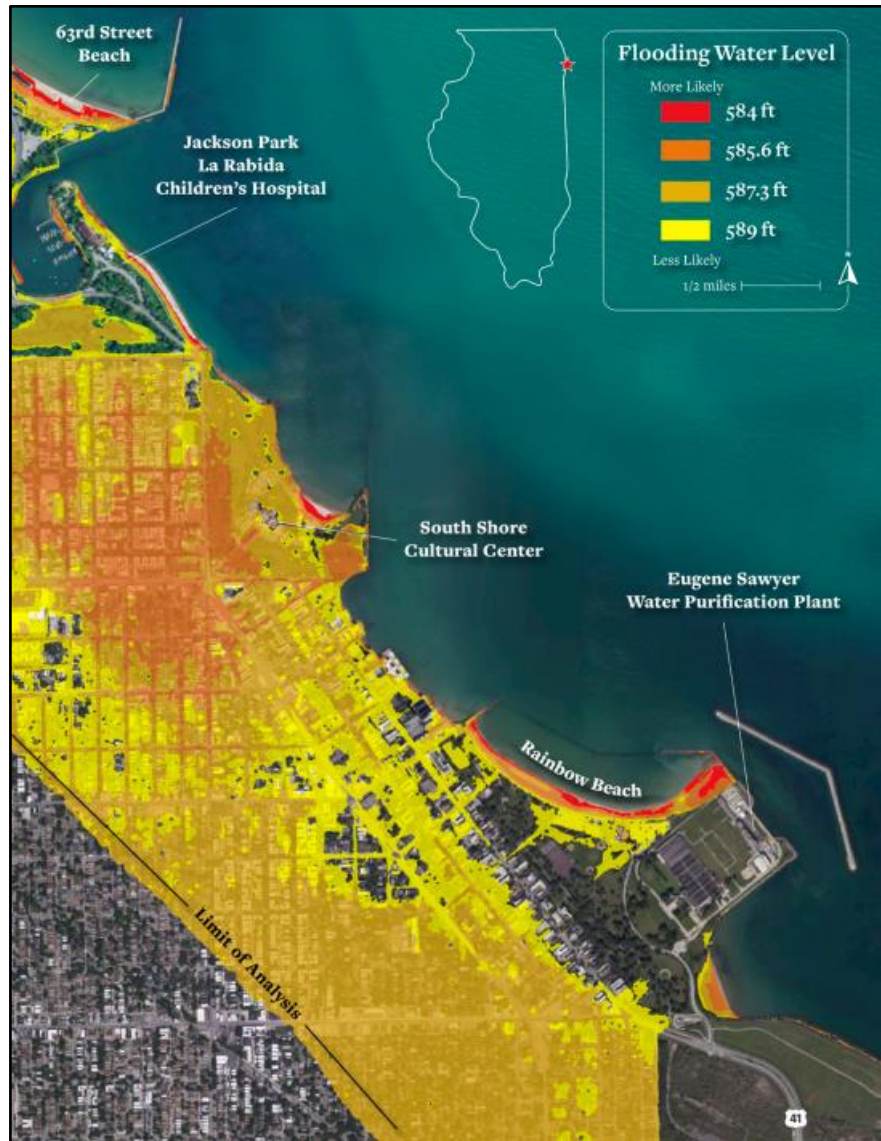 63rd Street
Beach
Jackson Park
La Rabida
Children's Hospital
Flooding Water Level
More Likely
584 ft
585.6 ft
587.3 ft
589 ft
Less Likely
1/2 miles
South Shore
Cultural Center
Eugene Sawyer
Water Purification Plant
Rainbow Beach
Limit of Analysis
41